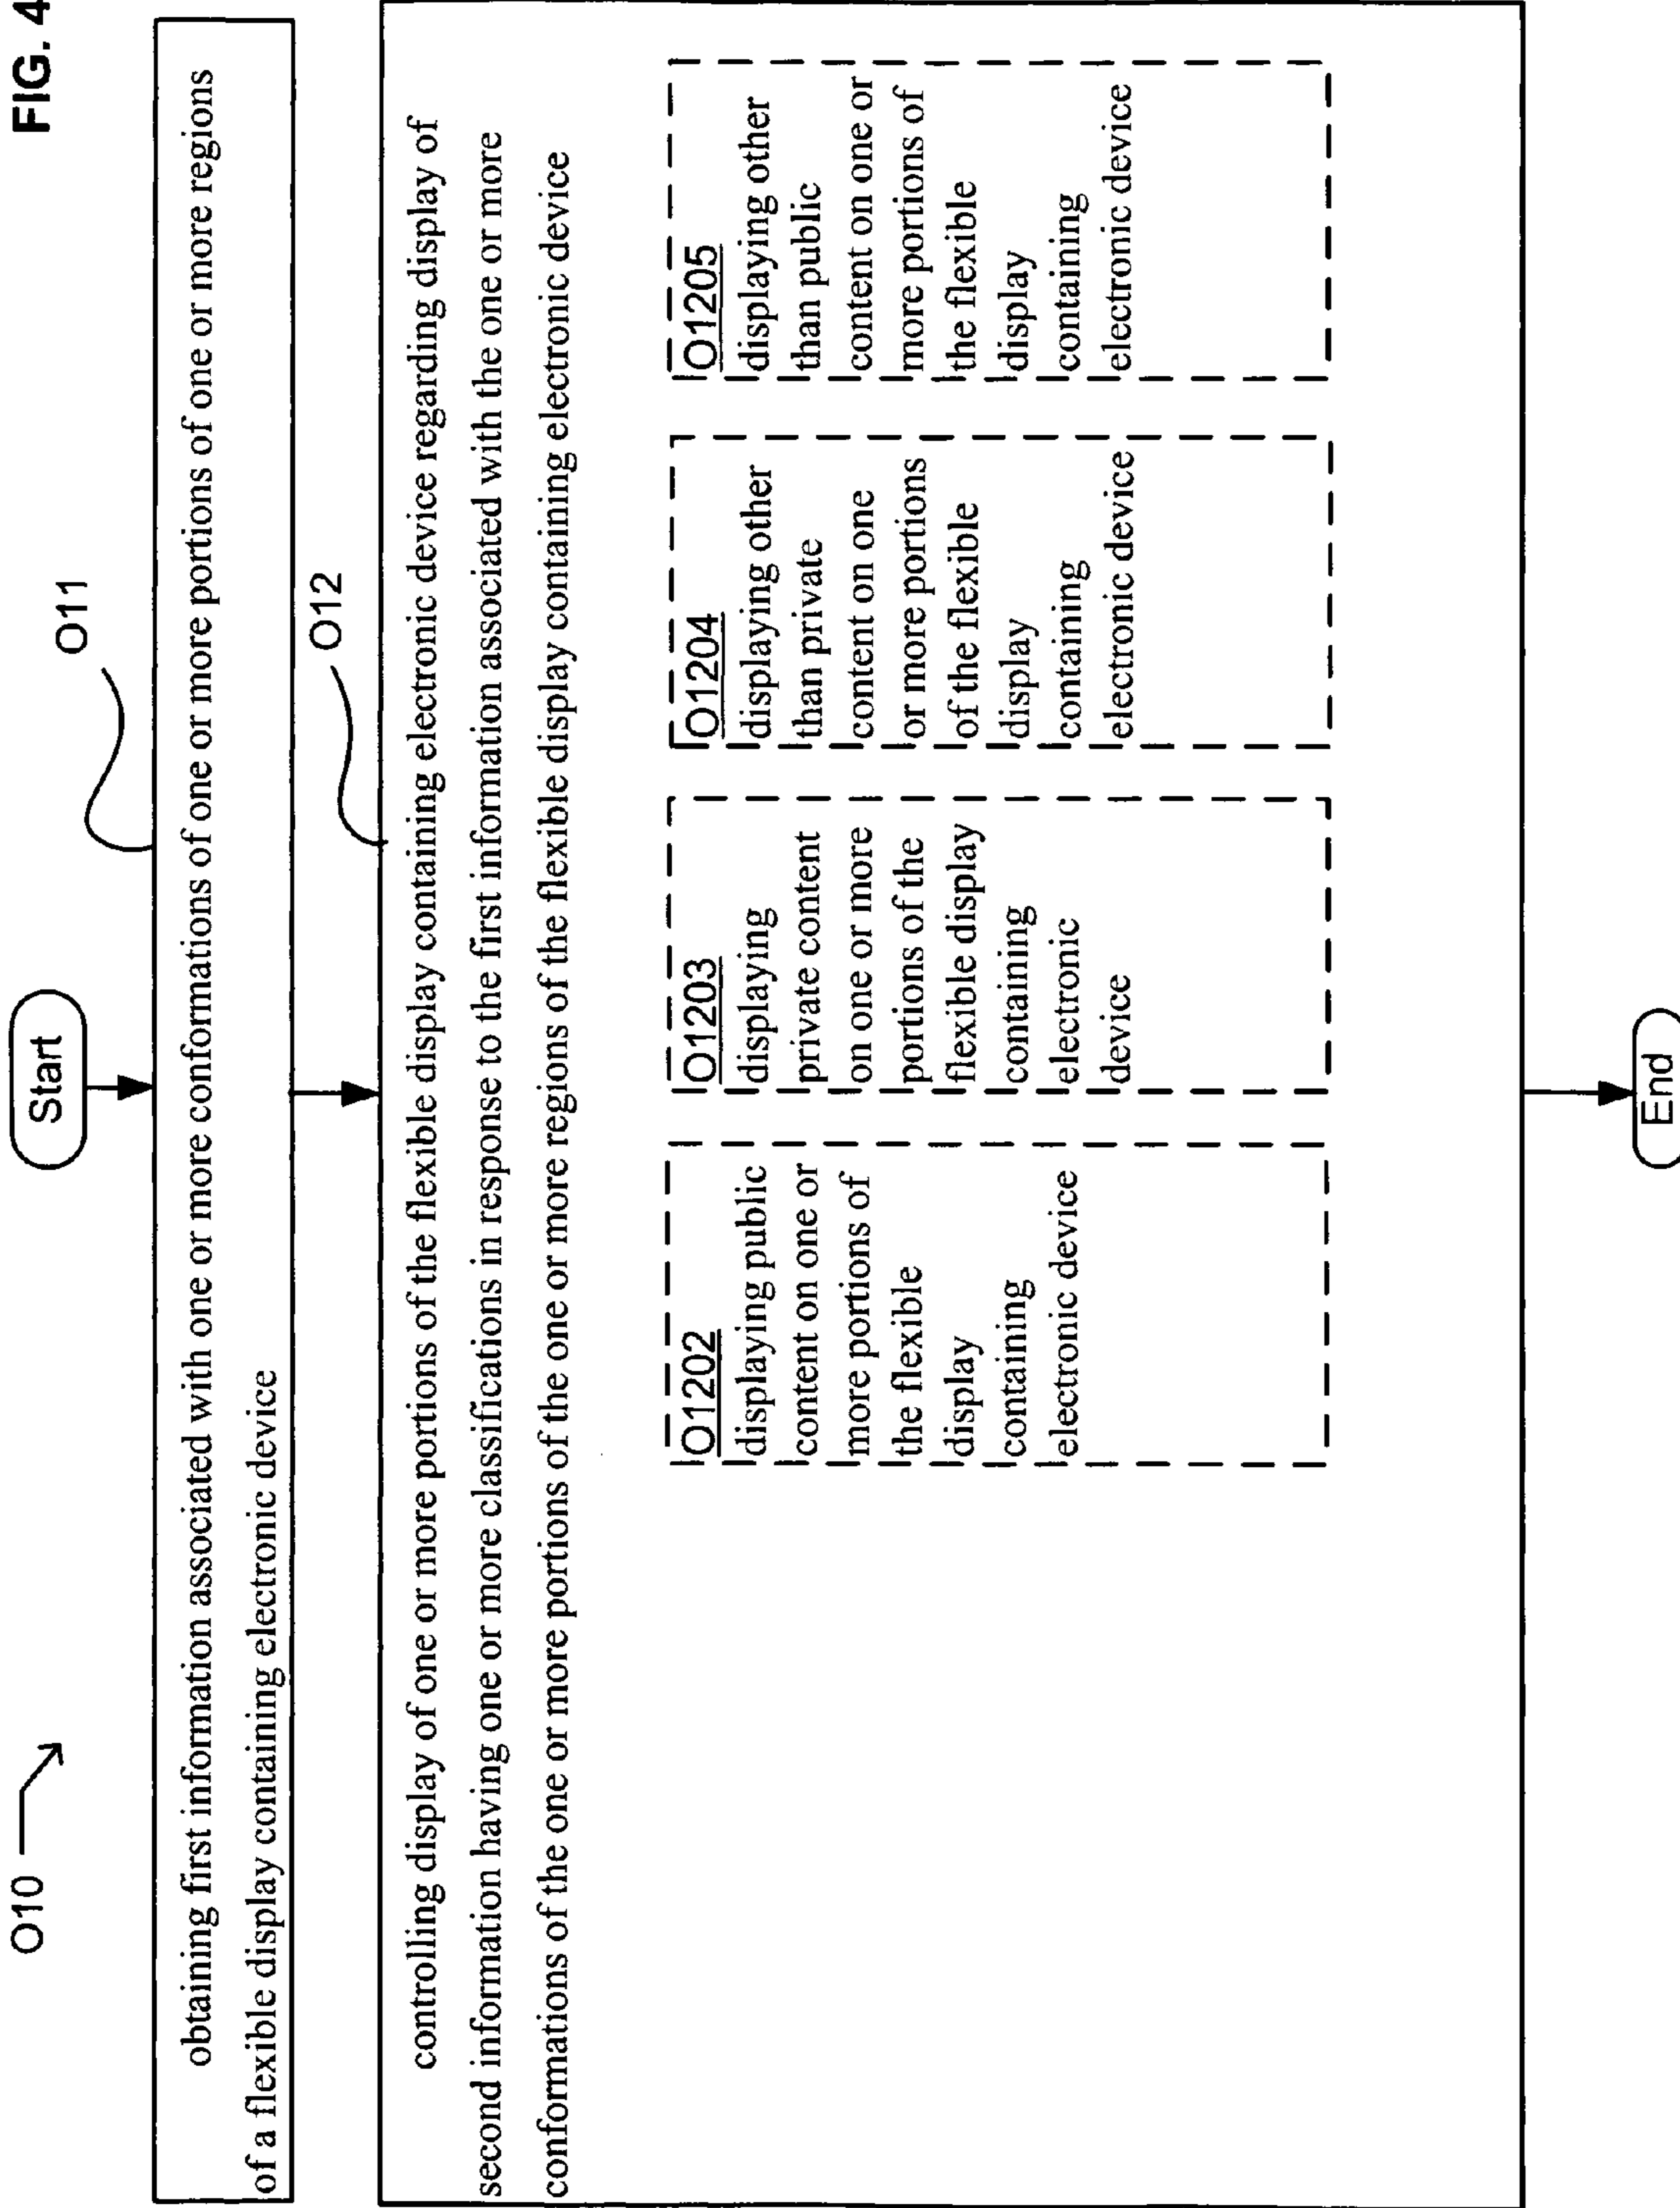 FIG. 4
O10
Start
O11
obtaining first information associated with one or more conformations of one or more portions of one or more regions
of a flexible display containing electronic device
O12
controlling display of one or more portions of the flexible display containing electronic device regarding display of
second information having one or more classifications in response to the first information associated with the one or more
conformations of the one or more portions of the one or more regions of the flexible display containing electronic device
O1202
displaying public
content on one or
more portions of
the flexible
display
containing
electronic device
O1203
displaying
private content
on one or more
portions of the
flexible display
containing
electronic
device
O1204
displaying other
than private
content on one
or more portions
of the flexible
display
containing
electronic device
O1205
displaying other
than public
content on one or
more portions of
the flexible
display
containing
electronic device
End